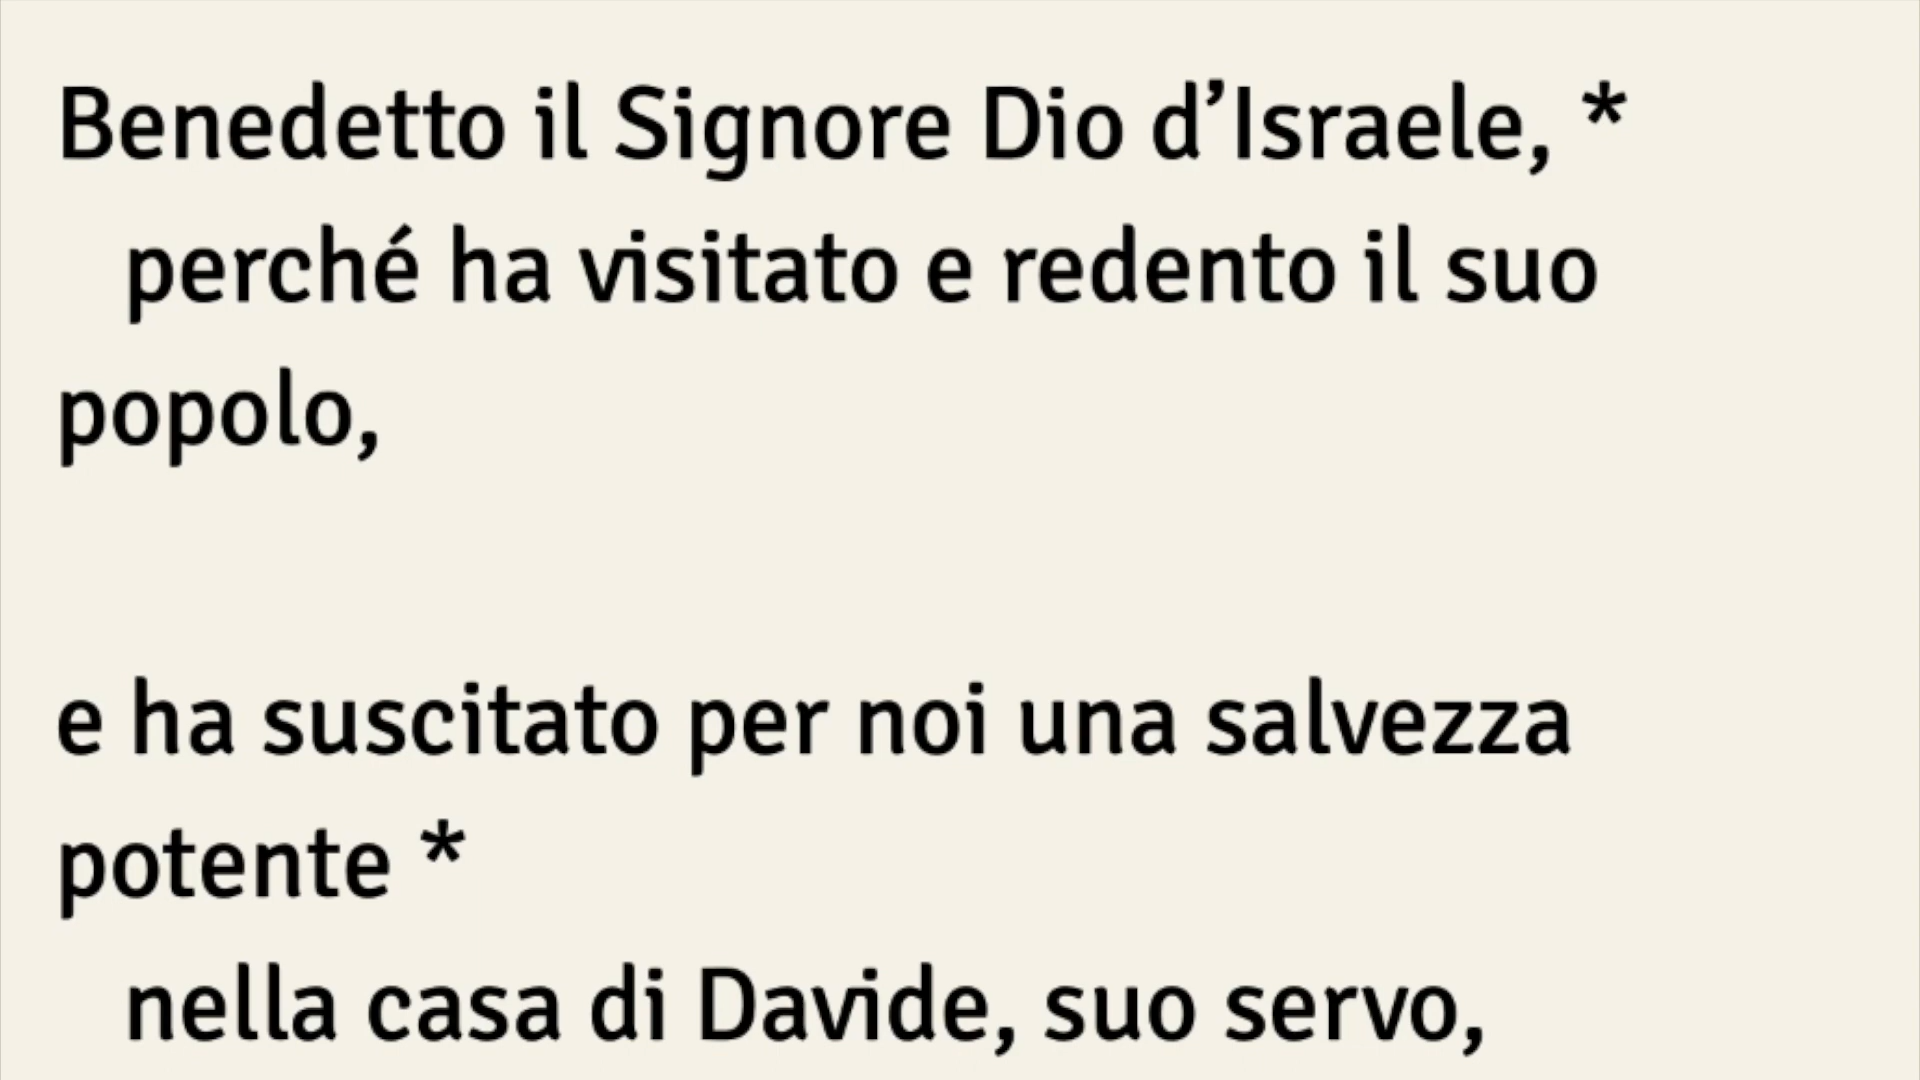 Benedetto il Signore Dio d’Israele, *
perché ha visitato e redento il suo
popolo,
e ha suscitato per noi una salvezza
potente *
nella casa di Davide, suo servo,